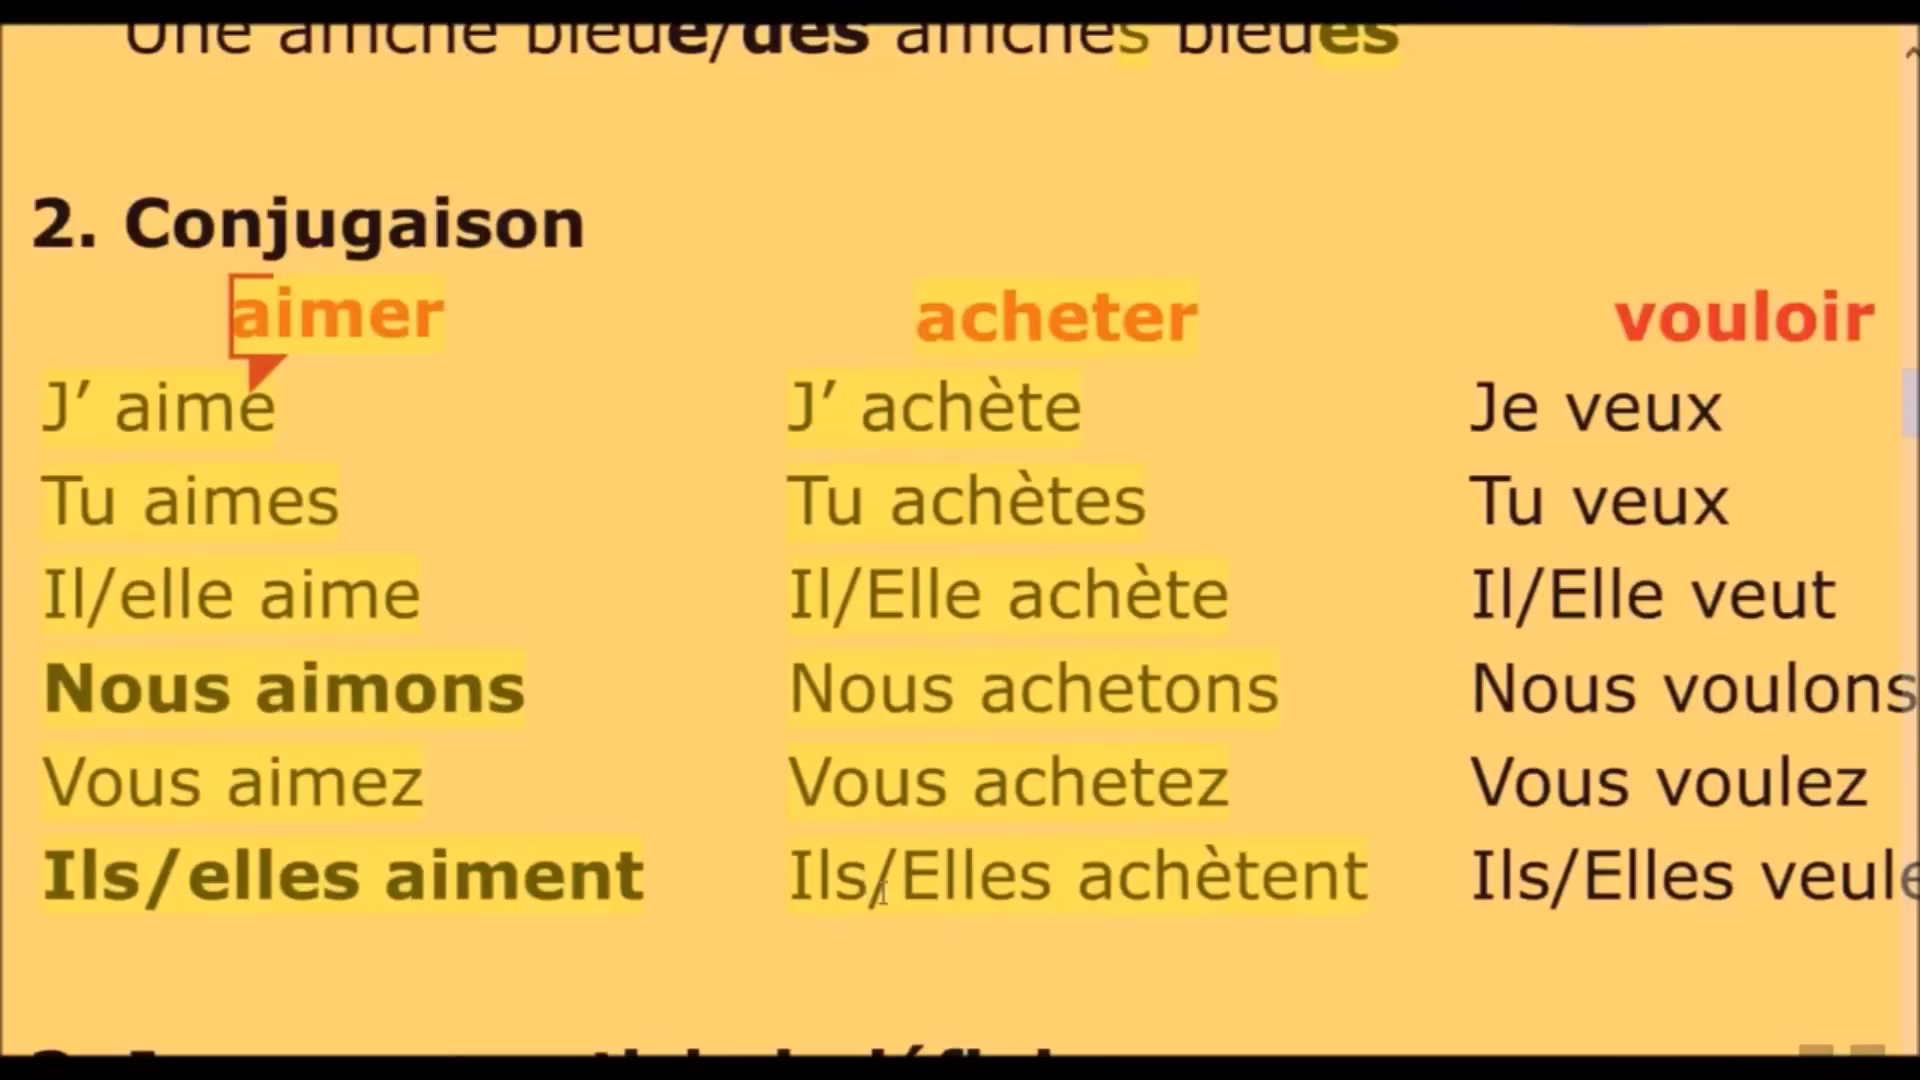 Une affiche bleue/des affiches bleues
2. Conjugaison
aimer acheter vouloir
J’ aime J’ achète Je veux
Tu aimes Tu achètes Tu veux
Il/elle aime Il/Elle achète Il/Elle veut
Nous aimons Nous achetons Nous voulons
Vous aimez Vous achetez Vous voulez
Ils/elles aiment Ils/Elles achètent Ils/Elles